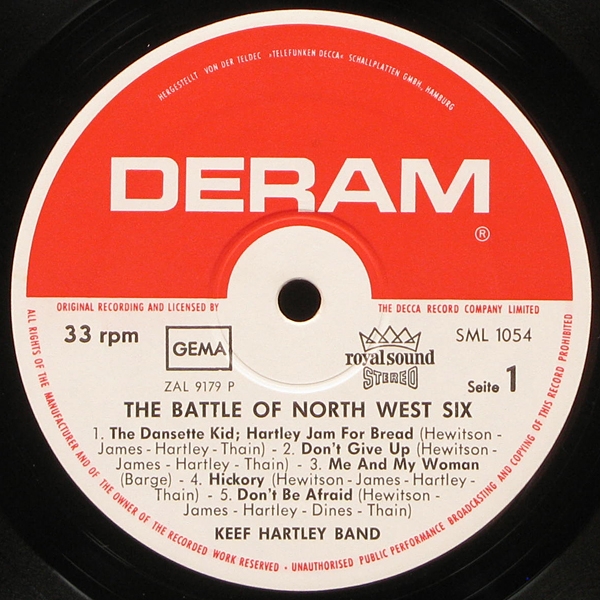 HERGESTELLT VON DER TELDEC »TELEFUNKEN DECCA« SCHALLPLATTEN GMBH, HAMBURG
DERAM
®
ORIGINAL RECORDING AND LICENSED BY THE DECCA RECORD COMPANY LIMITED
33 rpm
GEMA
royal sound
STEREO
SML 1054
ZAL 9179 P
Seite 1
THE BATTLE OF NORTH WEST SIX
1. The Dansette Kid; Hartley Jam For Bread (Hewitson -
James - Hartley - Thain) - 2. Don't Give Up (Hewitson -
James - Hartley - Thain) - 3. Me And My Woman
(Barge) - 4. Hickory (Hewitson - James - Hartley -
Thain) - 5. Don't Be Afraid (Hewitson -
James - Hartley - Dines - Thain)
KEEF HARTLEY BAND
ALL RIGHTS OF THE MANUFACTURER AND OF THE OWNER OF THE RECORDED WORK RESERVED · UNAUTHORISED PUBLIC PERFORMANCE BROADCASTING AND COPYING OF THIS RECORD PROHIBITED